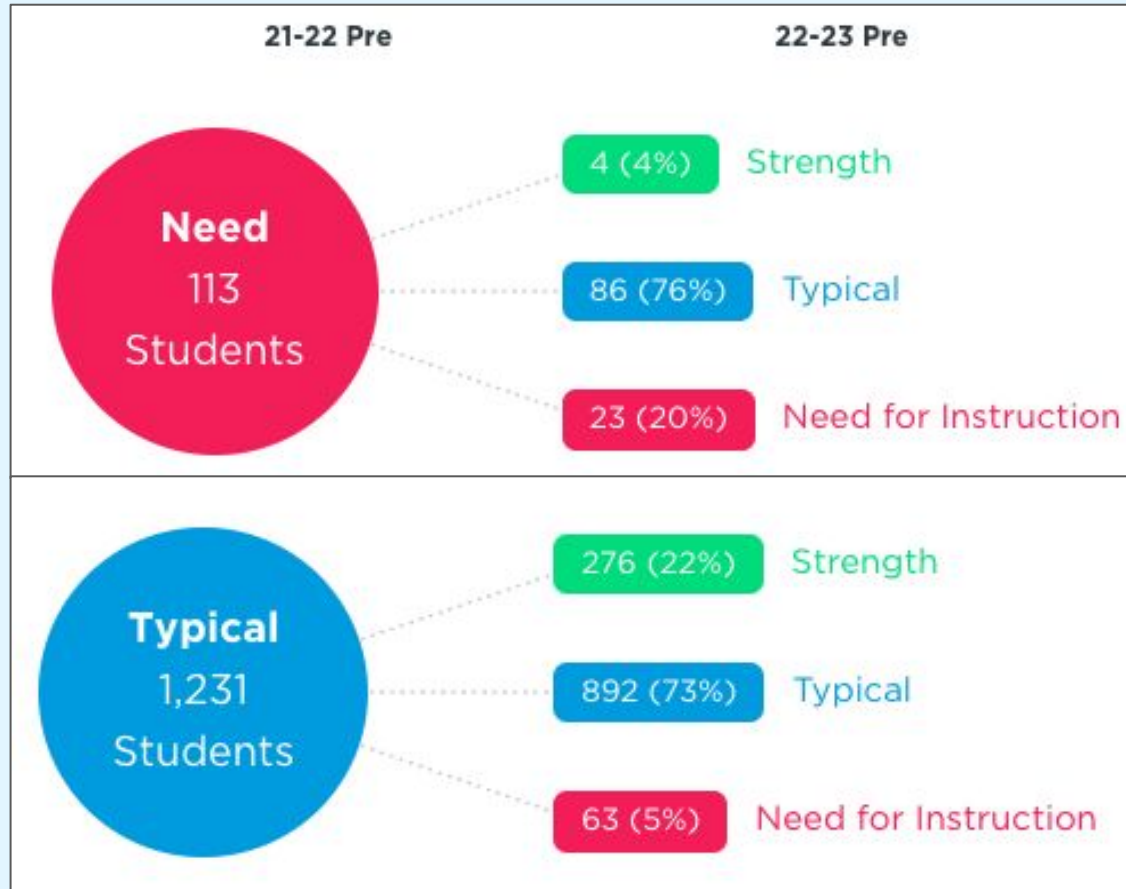 21-22 Pre
22-23 Pre
Need
113
Students
4 (4%)
Strength
86 (76%)
Typical
23 (20%)
Need for Instruction
Typical
1,231
Students
276 (22%)
Strength
892 (73%)
Typical
63 (5%)
Need for Instruction